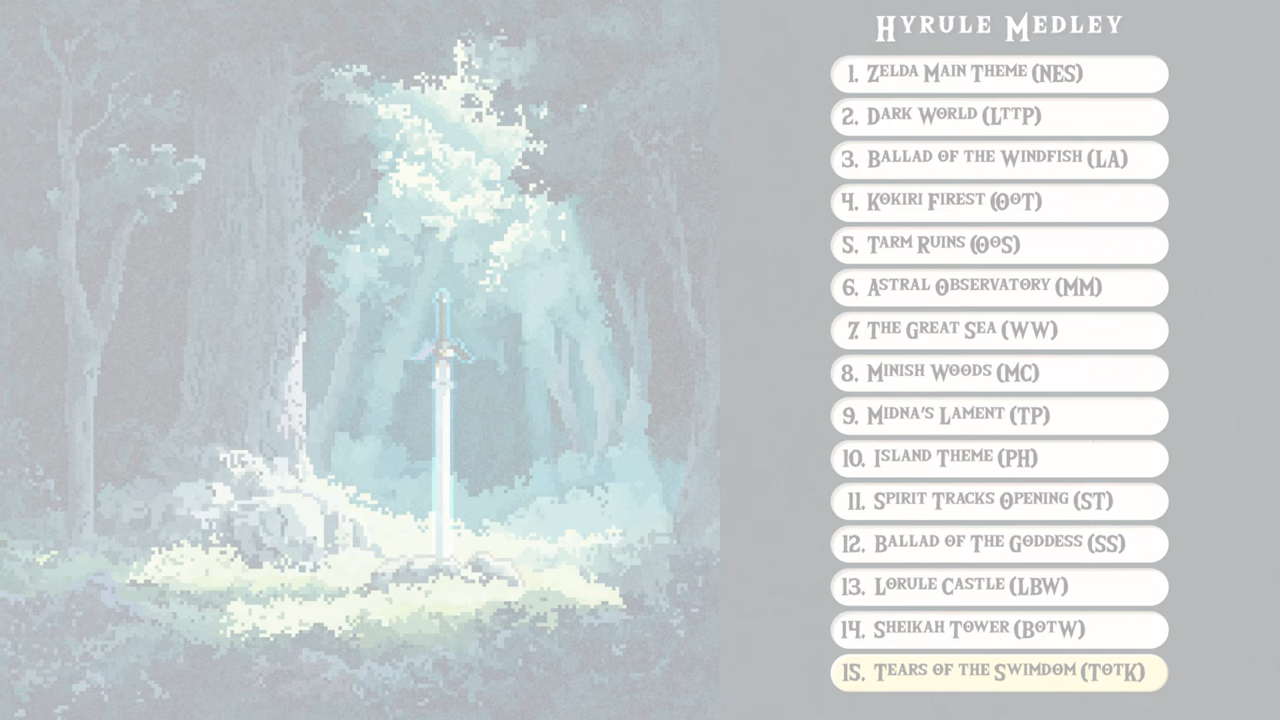 Hyrule Medley
1. Zelda Main Theme (NES)
2. Dark World (LttP)
3. Ballad of the Windfish (LA)
4. Kokiri Firest (OoT)
5. Tarm Ruins (OoS)
6. Astral Observatory (MM)
7. The Great Sea (WW)
8. Minish Woods (MC)
9. Midna's Lament (TP)
10. Island Theme (PH)
11. Spirit Tracks Opening (ST)
12. Ballad of The Goddess (SS)
13. Lorule Castle (LBW)
14. Sheikah Tower (BotW)
15. Tears of the Swimdom (TotK)